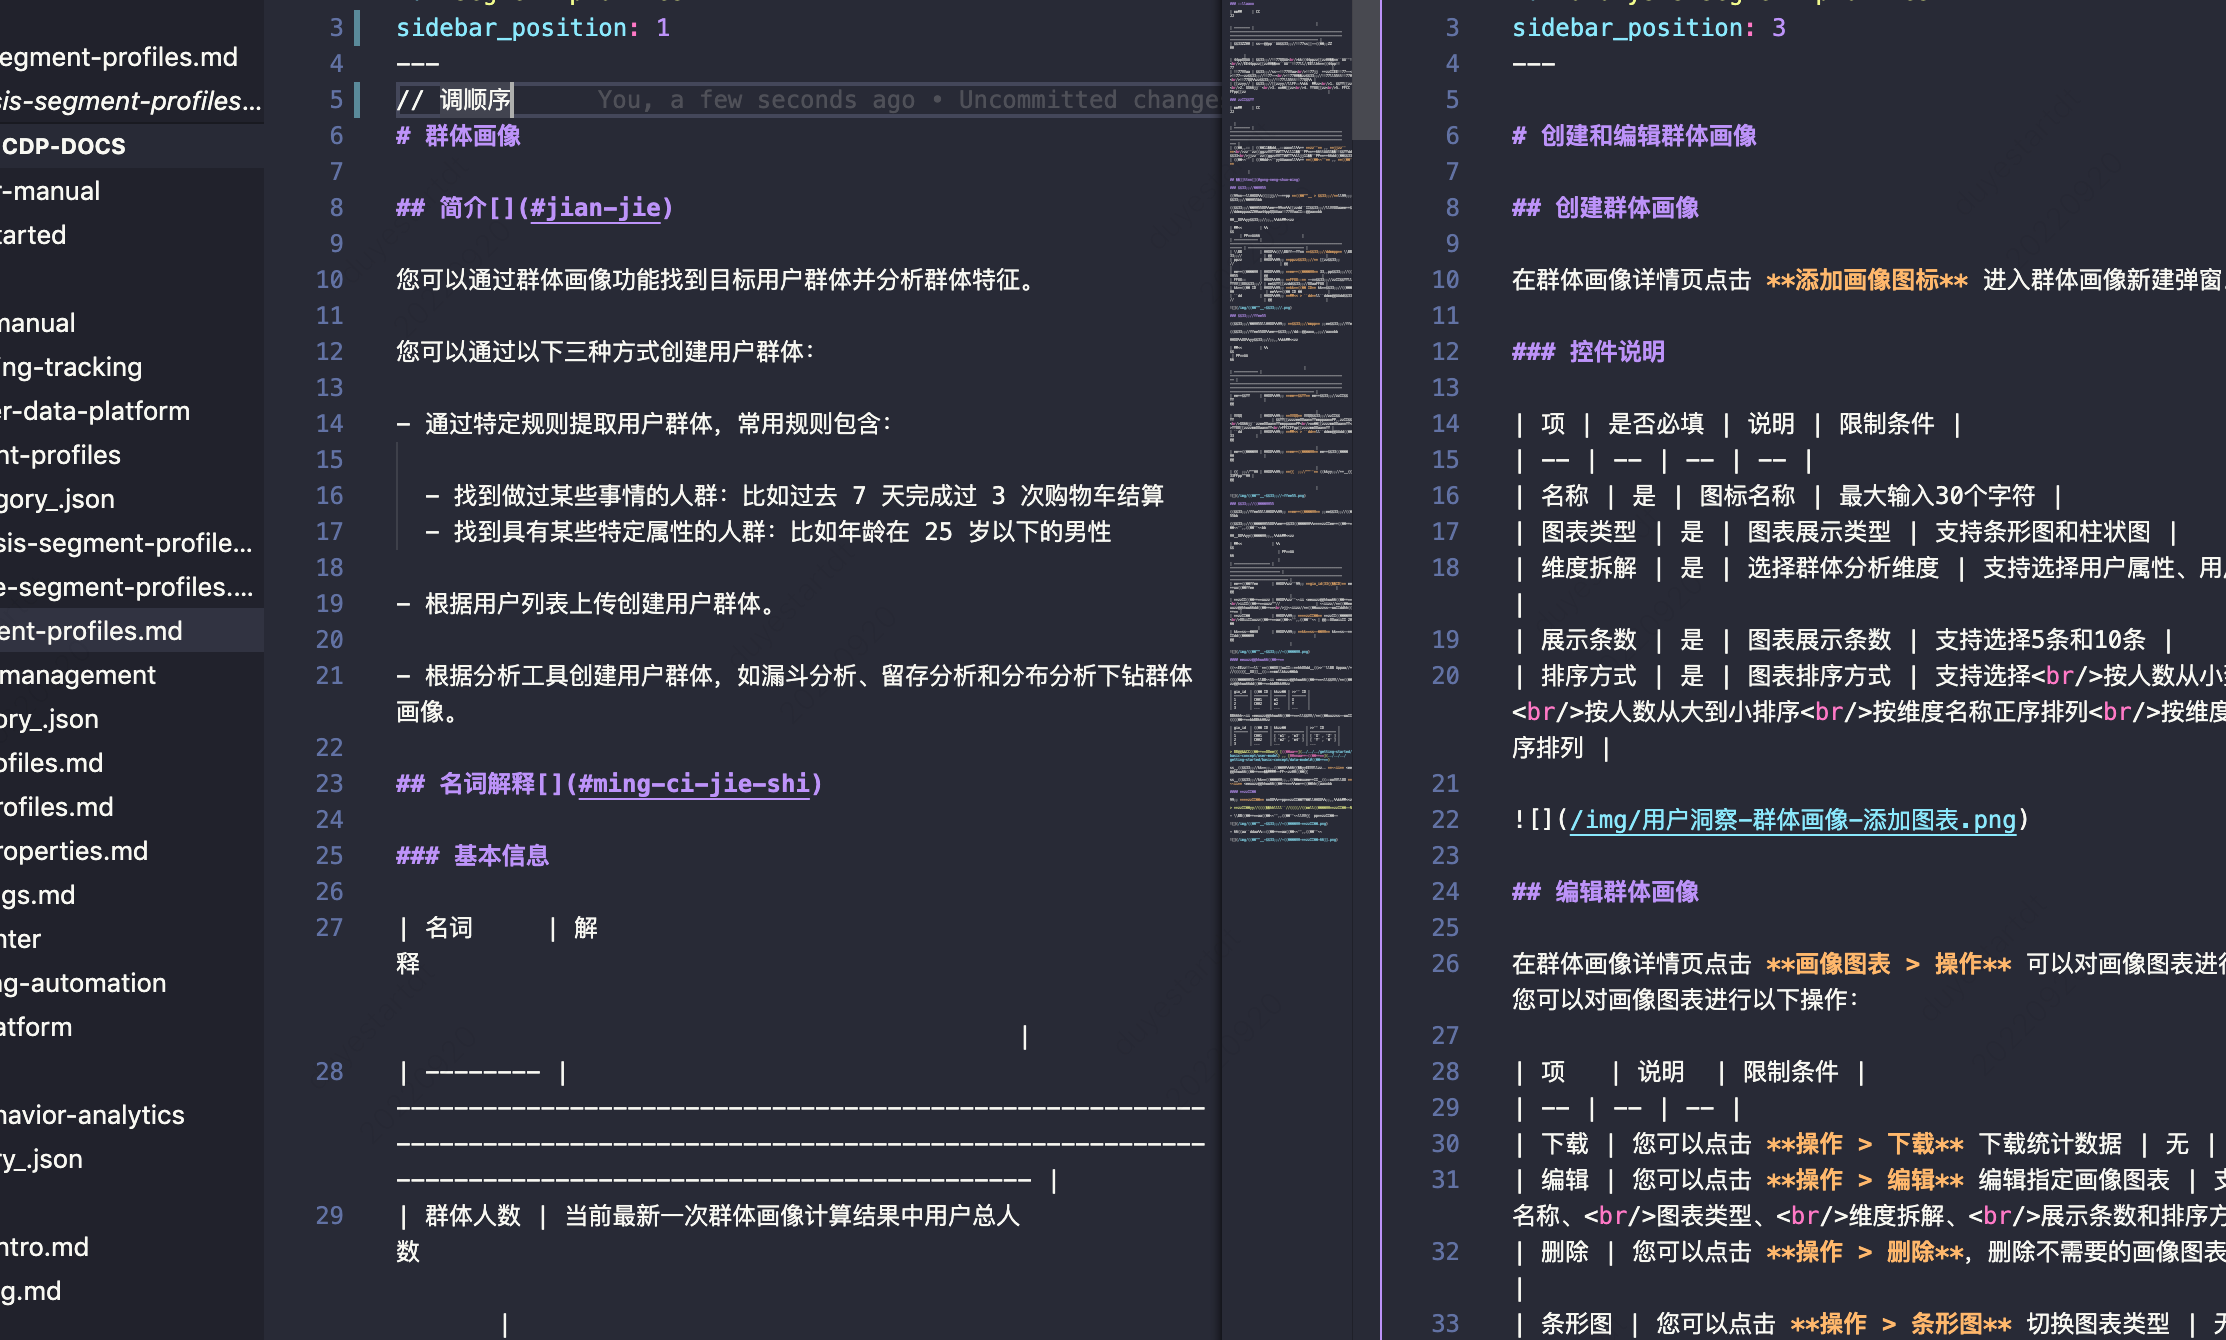 egment-profiles.md
sis-segment-profiles...
CDP-DOCS
r-manual
tarted
manual
ing-tracking
er-data-platform
nt-profiles
gory_.json
sis-segment-profile...
e-segment-profiles....
ent-profiles.md
management
ory_.json
ofiles.md
rofiles.md
roperties.md
gs.md
nter
ng-automation
atform
havior-analytics
ry_.json
ntro.md
g.md
3 sidebar_position: 1
4 ---
5 // 调顺序 You, a few seconds ago • Uncommitted change
6 # 群体画像
7
8 ## 简介[](#jian-jie)
9
10 您可以通过群体画像功能找到目标用户群体并分析群体特征。
11
12 您可以通过以下三种方式创建用户群体：
13
14 - 通过特定规则提取用户群体，常用规则包含：
15
16 - 找到做过某些事情的人群：比如过去 7 天完成过 3 次购物车结算
17 - 找到具有某些特定属性的人群：比如年龄在 25 岁以下的男性
18
19 - 根据用户列表上传创建用户群体。
20
21 - 根据分析工具创建用户群体，如漏斗分析、留存分析和分布分析下钻群体
画像。
22
23 ## 名词解释[](#ming-ci-jie-shi)
24
25 ### 基本信息
26
27 | 名词 | 解
释
|
28 | -------- |
--------------------------------------------------------
--------------------------------------------------------
-------------------------------------------- |
29 | 群体人数 | 当前最新一次群体画像计算结果中用户总人
数
|
3 sidebar_position: 3
4 ---
5
6 # 创建和编辑群体画像
7
8 ## 创建群体画像
9
10 在群体画像详情页点击 **添加画像图标** 进入群体画像新建弹窗
11
12 ### 控件说明
13
14 | 项 | 是否必填 | 说明 | 限制条件 |
15 | -- | -- | -- | -- |
16 | 名称 | 是 | 图标名称 | 最大输入30个字符 |
17 | 图表类型 | 是 | 图表展示类型 | 支持条形图和柱状图 |
18 | 维度拆解 | 是 | 选择群体分析维度 | 支持选择用户属性、用
|
19 | 展示条数 | 是 | 图表展示条数 | 支持选择5条和10条 |
20 | 排序方式 | 是 | 图表排序方式 | 支持选择<br/>按人数从小
<br/>按人数从大到小排序<br/>按维度名称正序排列<br/>按维度
序排列 |
21
22 ![](/img/用户洞察-群体画像-添加图表.png)
23
24 ## 编辑群体画像
25
26 在群体画像详情页点击 **画像图表 > 操作** 可以对画像图表进行
您可以对画像图表进行以下操作：
27
28 | 项 | 说明 | 限制条件 |
29 | -- | -- | -- |
30 | 下载 | 您可以点击 **操作 > 下载** 下载统计数据 | 无 |
31 | 编辑 | 您可以点击 **操作 > 编辑** 编辑指定画像图表 | 支
名称、<br/>图表类型、<br/>维度拆解、<br/>展示条数和排序方
32 | 删除 | 您可以点击 **操作 > 删除**，删除不需要的画像图表
|
33 | 条形图 | 您可以点击 **操作 > 条形图** 切换图表类型 | 无